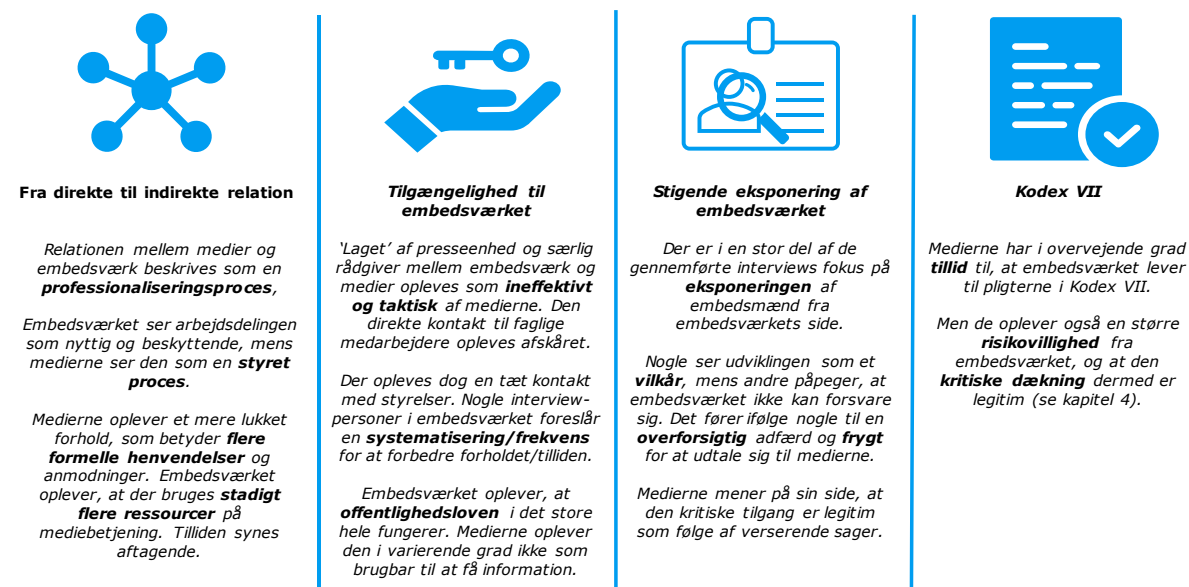 Fra direkte til indirekte relation
Relationen mellem medier og
embedsværk beskrives som en
professionaliseringsproces,
Embedsværket ser arbejdsdelingen
som nyttig og beskyttende, mens
medierne ser den som en styret
proces.
Medierne oplever et mere lukket
forhold, som betyder flere
formelle henvendelser og
anmodninger. Embedsværket
oplever, at der bruges stadigt
flere ressourcer på
mediebetjening. Tilliden synes
aftagende.
Tilgængelighed til
embedsværket
‘Laget’ af presseenhed og særlig
rådgiver mellem embedsværk og
medier opleves som ineffektivt
og taktisk af medierne. Den
direkte kontakt til faglige
medarbejdere opleves afskåret.
Der opleves dog en tæt kontakt
med styrelser. Nogle interview-
personer i embedsværket foreslår
en systematisering/frekvens
for at forbedre forholdet/tilliden.
Embedsværket oplever, at
offentlighedsloven i det store
hele fungerer. Medierne oplever
den i varierende grad ikke som
brugbar til at få information.
Stigende eksponering af
embedsværket
Der er i en stor del af de
gennemførte interviews fokus på
eksponeringen af
embedsmænd fra
embedsværkets side.
Nogle ser udviklingen som et
vilkår, mens andre påpeger, at
embedsværket ikke kan forsvare
sig. Det fører ifølge nogle til en
overforsigtig adfærd og frygt
for at udtale sig til medierne.
Medierne mener på sin side, at
den kritiske tilgang er legitim
som følge af verserende sager.
Kodex VII
Medierne har i overvejende grad
tillid til, at embedsværket lever
til pligterne i Kodex VII.
Men de oplever også en større
risikovillighed fra
embedsværket, og at den
kritiske dækning dermed er
legitim (se kapitel 4).